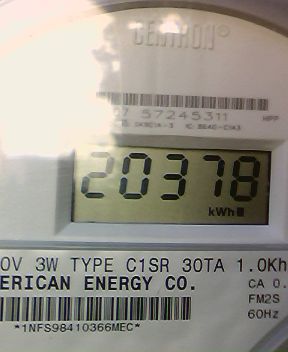 CENTRON®
57245311
HPP
20378
kWh
0V 3W TYPE C1SR 30TA 1.0Kh
ERICAN ENERGY CO.
CA 0.
FM2S
60Hz
*1NFS98410366MEC*